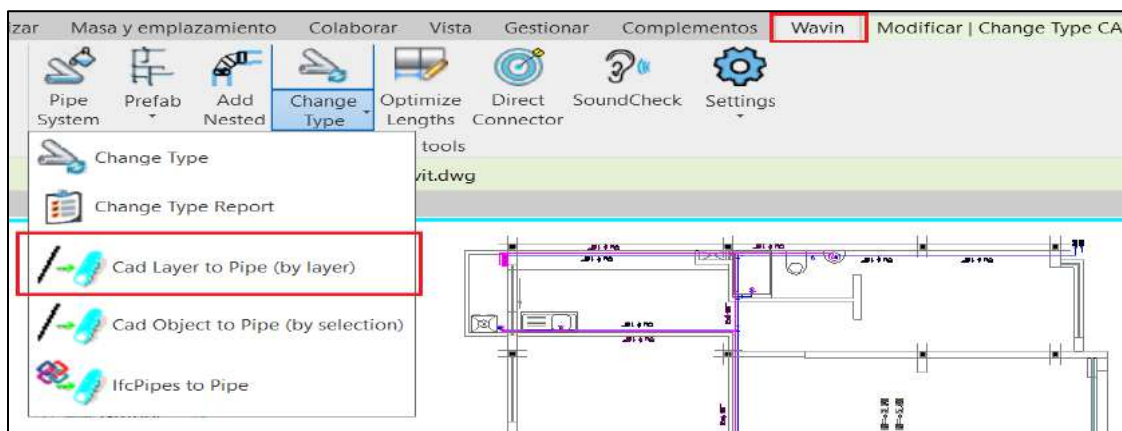 izar Masa y emplazamiento Colaborar Vista Gestionar Complementos Wavin Modificar | Change Type CA
Pipe System
Prefab
Add Nested
Change Type
Optimize Lengths
Direct Connector
SoundCheck
Settings
tools
Change Type
vit.dwg
Change Type Report
Cad Layer to Pipe (by layer)
Cad Object to Pipe (by selection)
IfcPipes to Pipe